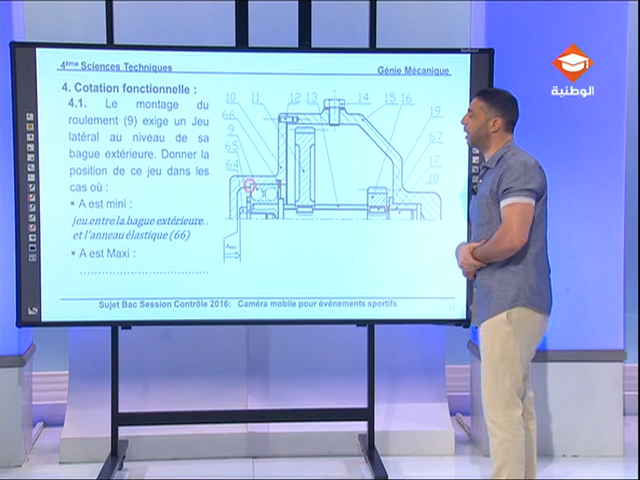 الوطنية
4ème Sciences Techniques
Génie Mécanique
4. Cotation fonctionnelle :
4.1. Le montage du
roulement (9) exige un Jeu
latéral au niveau de sa
bague extérieure. Donner la
position de ce jeu dans les
cas où :
• A est mini :
jeu entre la bague extérieure..
et l'anneau élastique (66)
• A est Maxi :
10 11 12 13 14 15 16
66 19
9 67
65 17
64 18
Sujet Bac Session Contrôle 2016: Caméra mobile pour événements sportifs